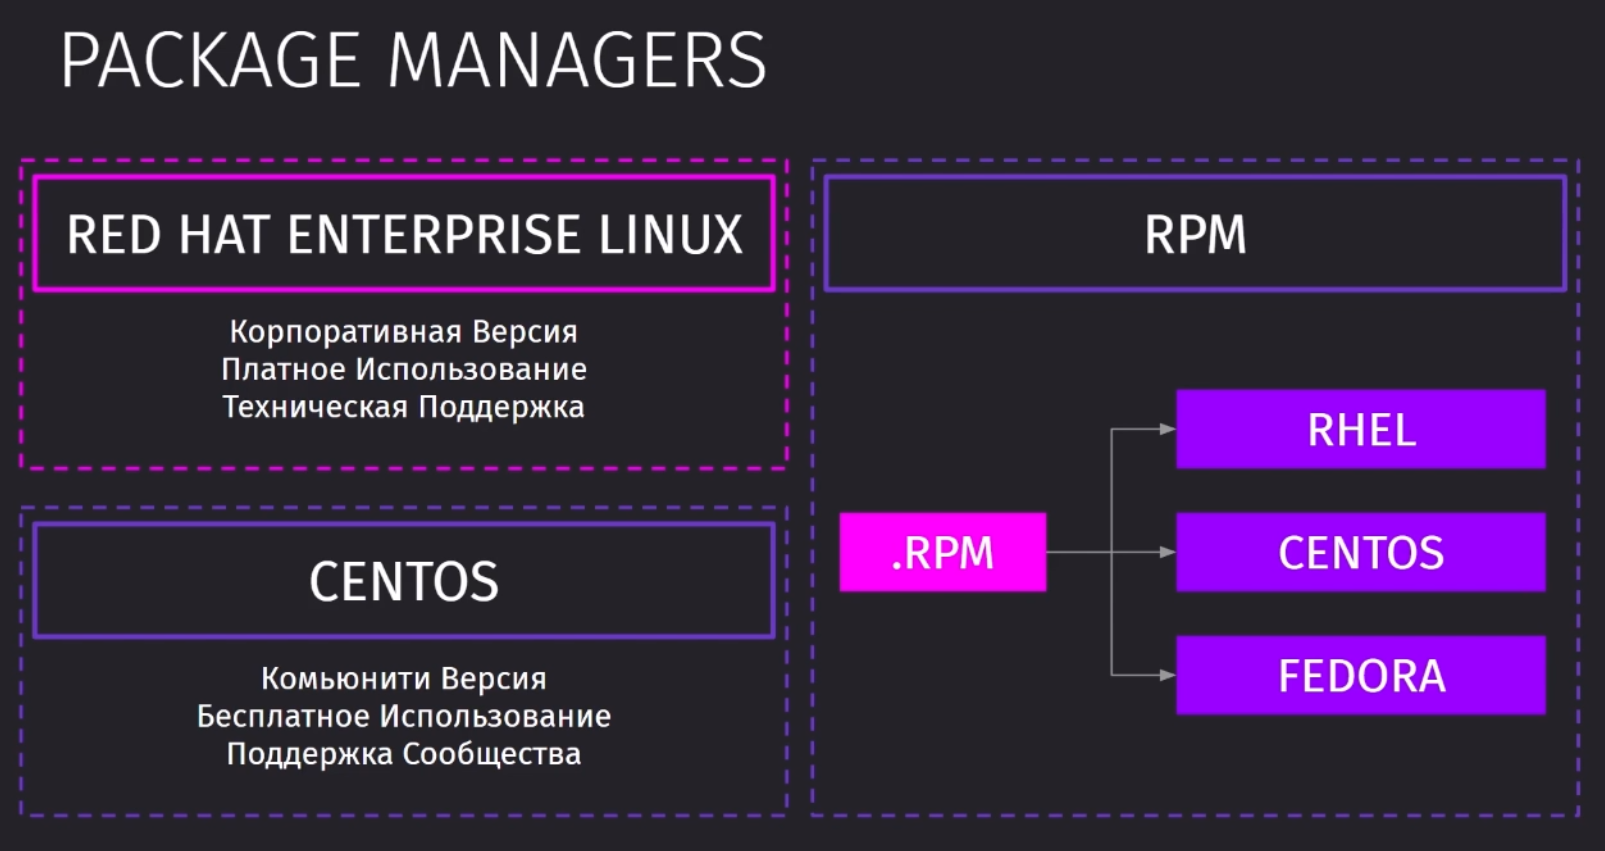 PACKAGE MANAGERS
RED HAT ENTERPRISE LINUX
Корпоративная Версия
Платное Использование
Техническая Поддержка
CENTOS
Комьюнити Версия
Бесплатное Использование
Поддержка Сообщества
RPM
.RPM
RHEL
CENTOS
FEDORA